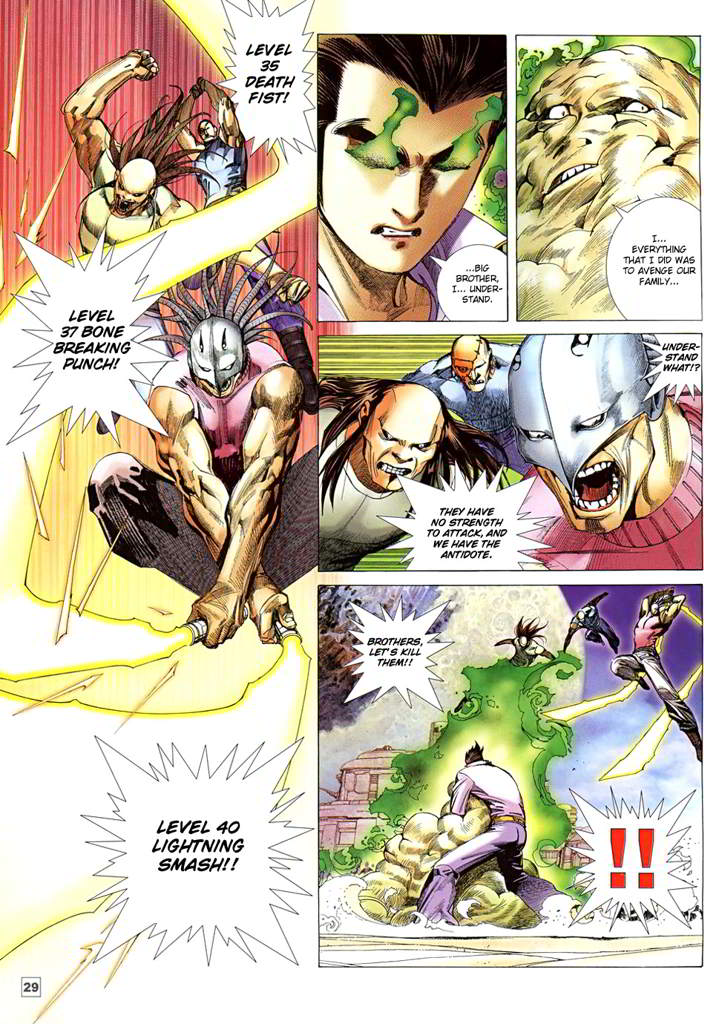 I...
EVERYTHING
THAT I DID WAS
TO AVENGE OUR
FAMILY...
...BIG
BROTHER,
I... UNDER-
STAND.
UNDER-
STAND
WHAT!?
THEY HAVE
NO STRENGTH
TO ATTACK, AND
WE HAVE THE
ANTIDOTE.
BROTHERS,
LET'S KILL
THEM!!
!!
LEVEL
35
DEATH
FIST!
LEVEL
37 BONE
BREAKING
PUNCH!
LEVEL 40
LIGHTNING
SMASH!!
29